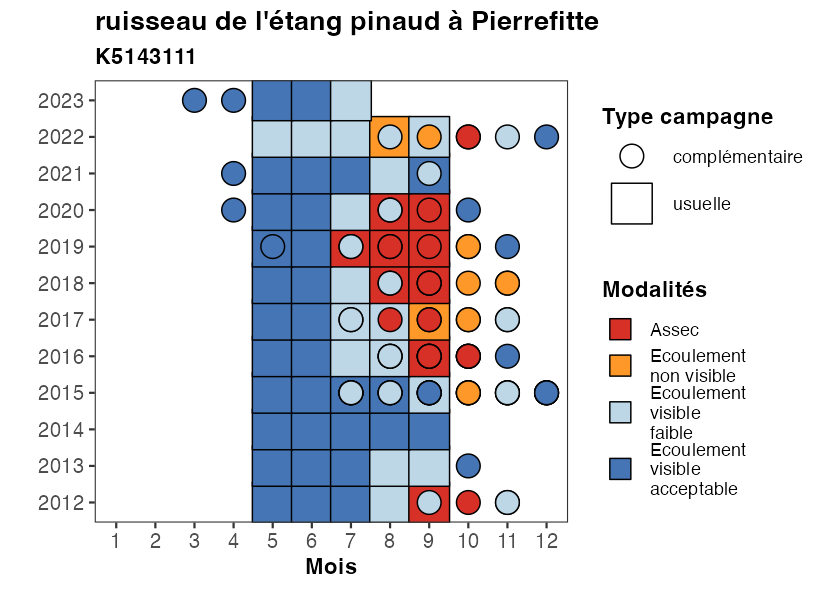 ruisseau de l'étang pinaud à Pierrefitte
K5143111
2023
2022
2021
2020
2019
2018
2017
2016
2015
2014
2013
2012
1 2 3 4 5 6 7 8 9 10 11 12
Mois
Type campagne
complémentaire
usuelle
Modalités
Assec
Ecoulement
non visible
Ecoulement
visible
faible
Ecoulement
visible
acceptable